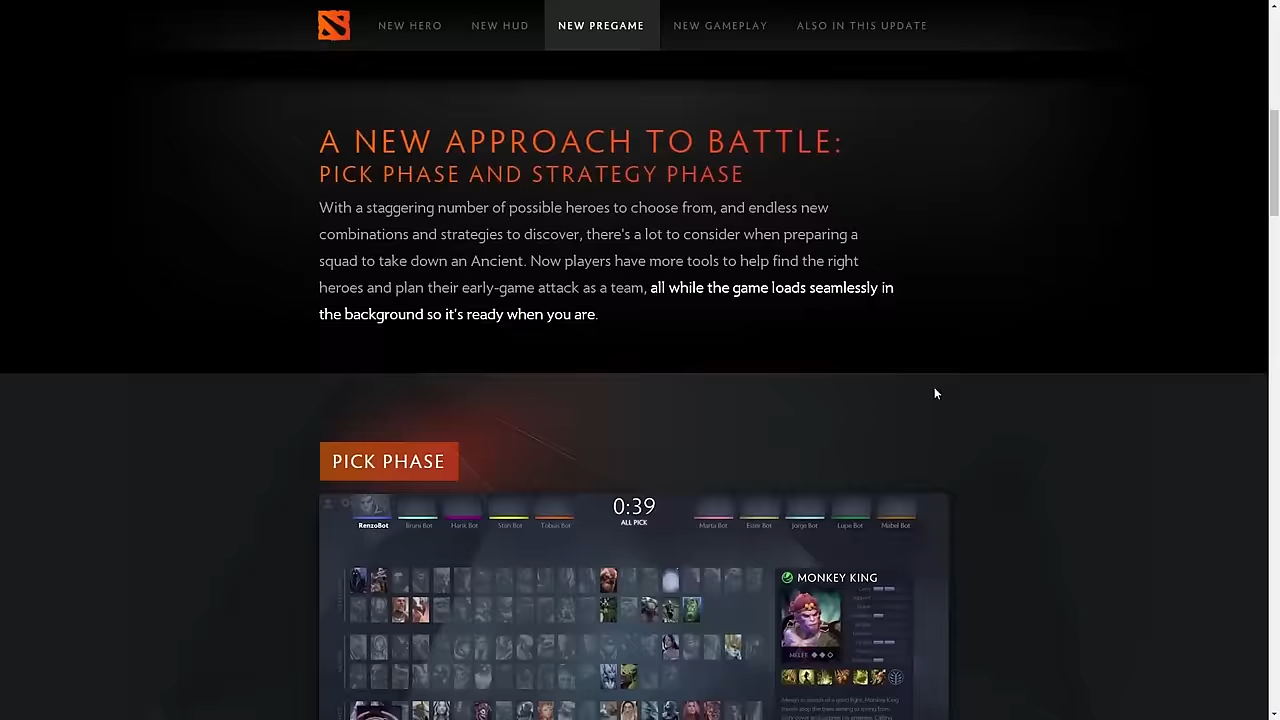 NEW HERO
NEW HUD
NEW PREGAME
NEW GAMEPLAY
ALSO IN THIS UPDATE
A NEW APPROACH TO BATTLE:
PICK PHASE AND STRATEGY PHASE
With a staggering number of possible heroes to choose from, and endless new
combinations and strategies to discover, there's a lot to consider when preparing a
squad to take down an Ancient. Now players have more tools to help find the right
heroes and plan their early-game attack as a team, all while the game loads seamlessly in
the background so it's ready when you are.
PICK PHASE
0:39
ALL PICK
RenzoBot
Bruni Bot
Harik Bot
Stan Bot
Tobias Bot
Marta Bot
Ester Bot
Jorge Bot
Lupe Bot
Mabel Bot
MONKEY KING
MELEE